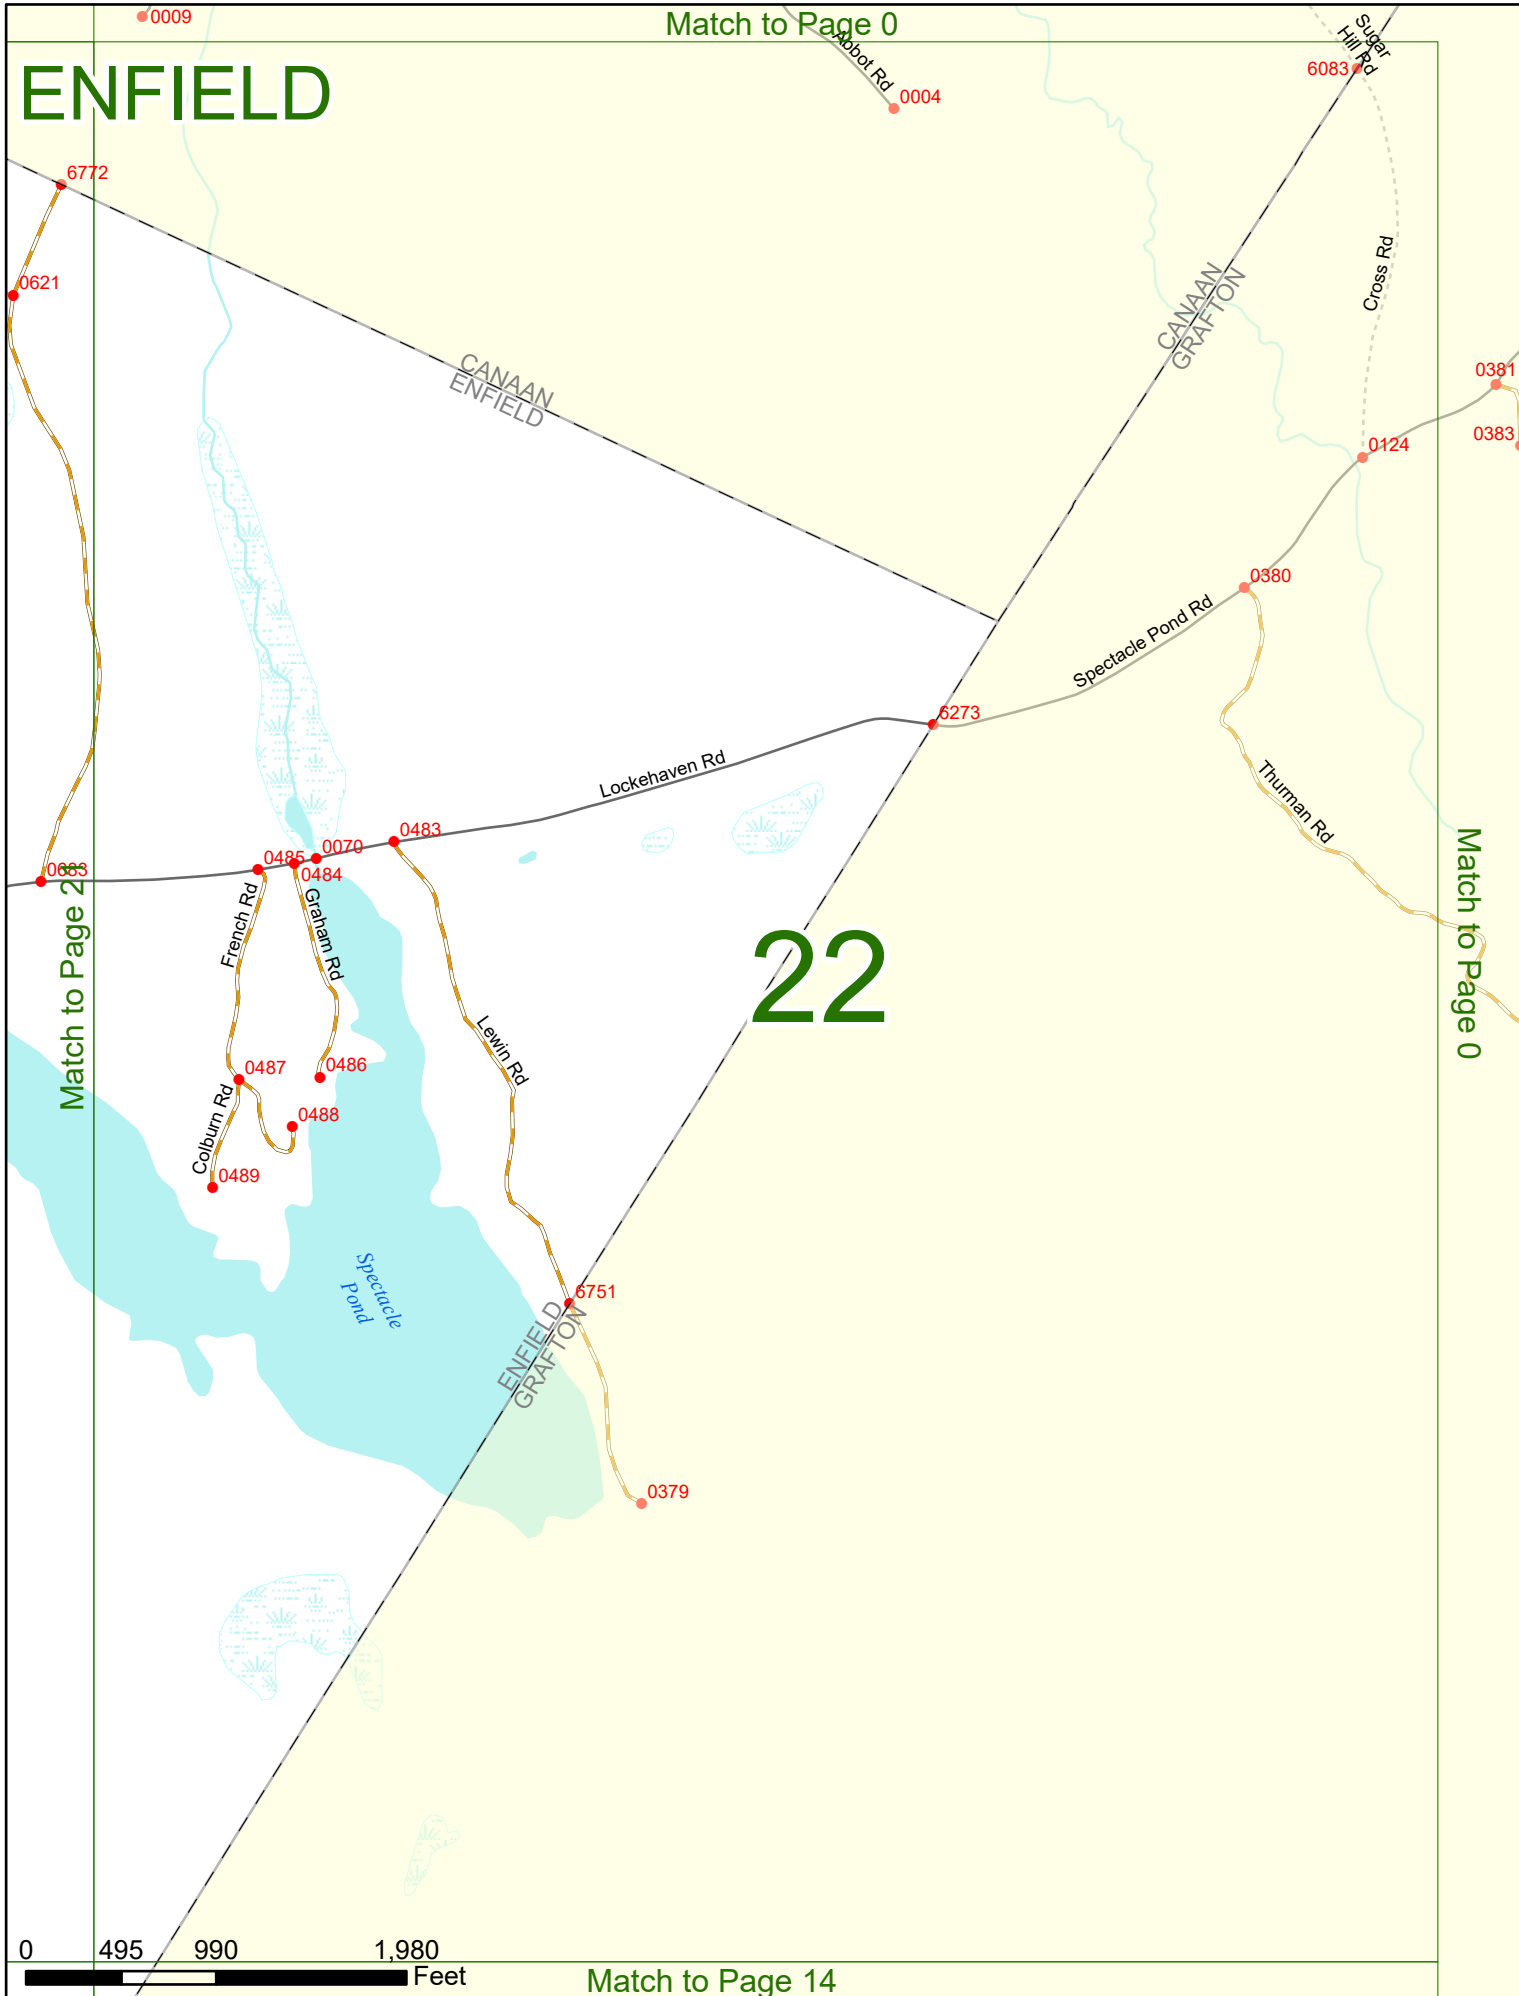 0009
Match to Page 0
ENFIELD
Abbot Rd
0004
Sugar
Hill Rd
6083
6772
0621
CANAAN
ENFIELD
CANAAN
GRAFTON
Cross Rd
0381
0383
0124
0380
Spectacle Pond Rd
6273
Lockehaven Rd
Thurman Rd
0483
0070
0485
0484
0683
Match to Page 21
French Rd
Graham Rd
22
Match to Page 0
Lewin Rd
0487
0486
0488
Colburn Rd
0489
Spectacle
Pond
6751
ENFIELD
GRAFTON
0379
0 495 990 1,980
Feet
Match to Page 14